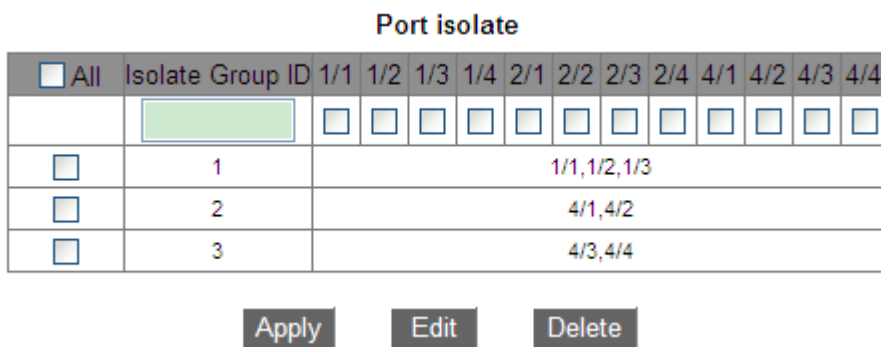 Port isolate
All Isolate Group ID 1/1 1/2 1/3 1/4 2/1 2/2 2/3 2/4 4/1 4/2 4/3 4/4
1 1/1,1/2,1/3
2 4/1,4/2
3 4/3,4/4
Apply Edit Delete